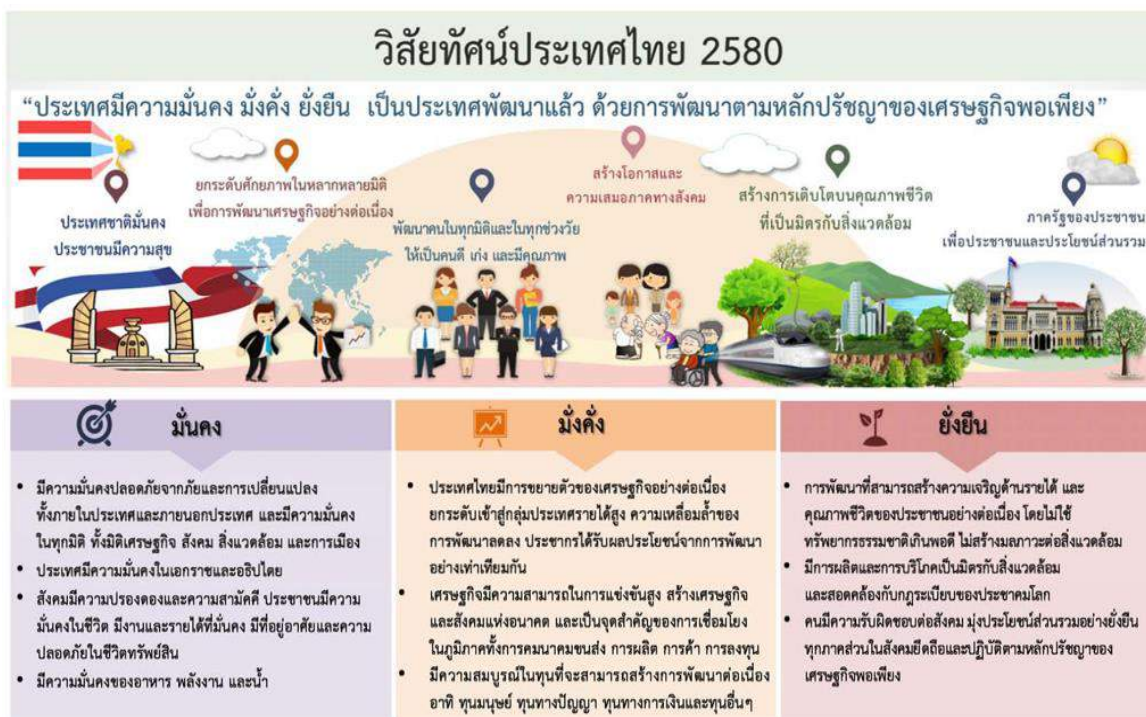 วิสัยทัศน์ประเทศไทย 2580
“ประเทศมีความมั่นคง มั่งคั่ง ยั่งยืน เป็นประเทศพัฒนาแล้ว ด้วยการพัฒนาตามหลักปรัชญาของเศรษฐกิจพอเพียง”
ประเทศชาติมั่นคง
ประชาชนมีความสุข
ยกระดับศักยภาพในหลากหลายมิติ
เพื่อการพัฒนาเศรษฐกิจอย่างต่อเนื่อง
พัฒนาคนในทุกมิติและในทุกช่วงวัย
ให้เป็นคนดี เก่ง และมีคุณภาพ
สร้างโอกาสและ
ความเสมอภาคทางสังคม
สร้างการเติบโตบนคุณภาพชีวิต
ที่เป็นมิตรกับสิ่งแวดล้อม
ภาครัฐของประชาชน
เพื่อประชาชนและประโยชน์ส่วนรวม
มั่นคง
• มีความมั่นคงปลอดภัยจากภัยและการเปลี่ยนแปลง
ทั้งภายในประเทศและภายนอกประเทศ และมีความมั่นคง
ในทุกมิติ ทั้งมิติเศรษฐกิจ สังคม สิ่งแวดล้อม และการเมือง
• ประเทศมีความมั่นคงในเอกราชและอธิปไตย
• สังคมมีความปรองดองและความสามัคคี ประชาชนมีความ
มั่นคงในชีวิต มีงานและรายได้ที่มั่นคง มีที่อยู่อาศัยและความ
ปลอดภัยในชีวิตทรัพย์สิน
• มีความมั่นคงของอาหาร พลังงาน และน้ำ
มั่งคั่ง
• ประเทศไทยมีการขยายตัวของเศรษฐกิจอย่างต่อเนื่อง
ยกระดับเข้าสู่กลุ่มประเทศรายได้สูง ความเหลื่อมล้ำของ
การพัฒนาลดลง ประชากรได้รับผลประโยชน์จากการพัฒนา
อย่างเท่าเทียมกัน
• เศรษฐกิจมีความสามารถในการแข่งขันสูง สร้างเศรษฐกิจ
และสังคมแห่งอนาคต และเป็นจุดสำคัญของการเชื่อมโยง
ในภูมิภาคทั้งการคมนาคมขนส่ง การผลิต การค้า การลงทุน
• มีความสมบูรณ์ในทุนที่จะสามารถสร้างการพัฒนาต่อเนื่อง
อาทิ ทุนมนุษย์ ทุนทางปัญญา ทุนทางการเงินและทุนอื่นๆ
ยั่งยืน
• การพัฒนาที่สามารถสร้างความเจริญด้านรายได้ และ
คุณภาพชีวิตของประชาชนอย่างต่อเนื่อง โดยไม่ใช้
ทรัพยากรธรรมชาติเกินพอดี ไม่สร้างมลภาวะต่อสิ่งแวดล้อม
• มีการผลิตและการบริโภคเป็นมิตรกับสิ่งแวดล้อม
และสอดคล้องกับกฎระเบียบของประชาคมโลก
• คนมีความรับผิดชอบต่อสังคม มุ่งประโยชน์ส่วนรวมอย่างยั่งยืน
ทุกภาคส่วนในสังคมยึดถือและปฏิบัติตามหลักปรัชญาของ
เศรษฐกิจพอเพียง